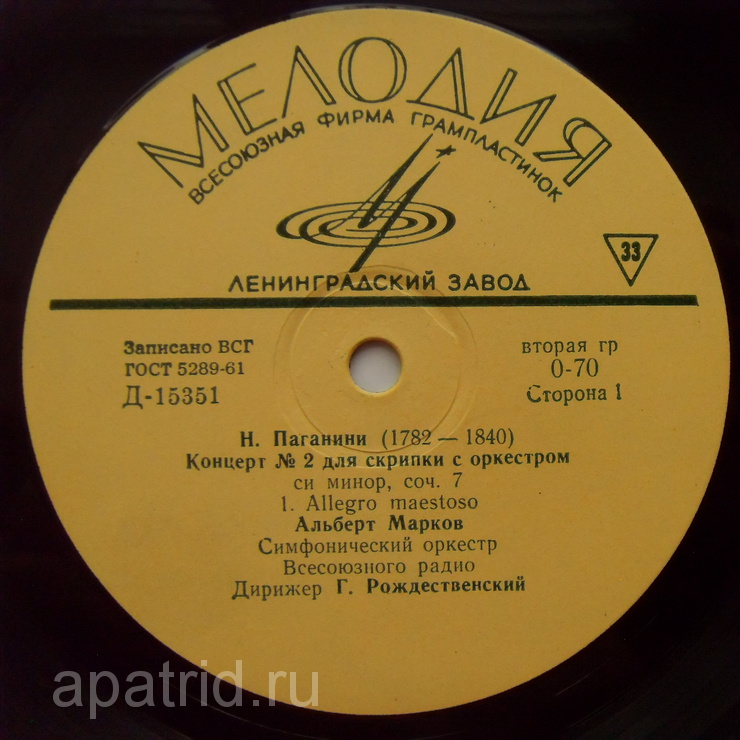 МЕЛОДИЯ
ВСЕСОЮЗНАЯ ФИРМА ГРАМПЛАСТИНОК
33
ЛЕНИНГРАДСКИЙ ЗАВОД
Записано ВСГ
ГОСТ 5289-61
Д-15351
вторая гр
0-70
Сторона 1
Н. Паганини (1782 — 1840)
Концерт № 2 для скрипки с оркестром
си минор, соч. 7
1. Allegro maestoso
Альберт Марков
Симфонический оркестр
Всесоюзного радио
Дирижер Г. Рождественский
apatrid.ru